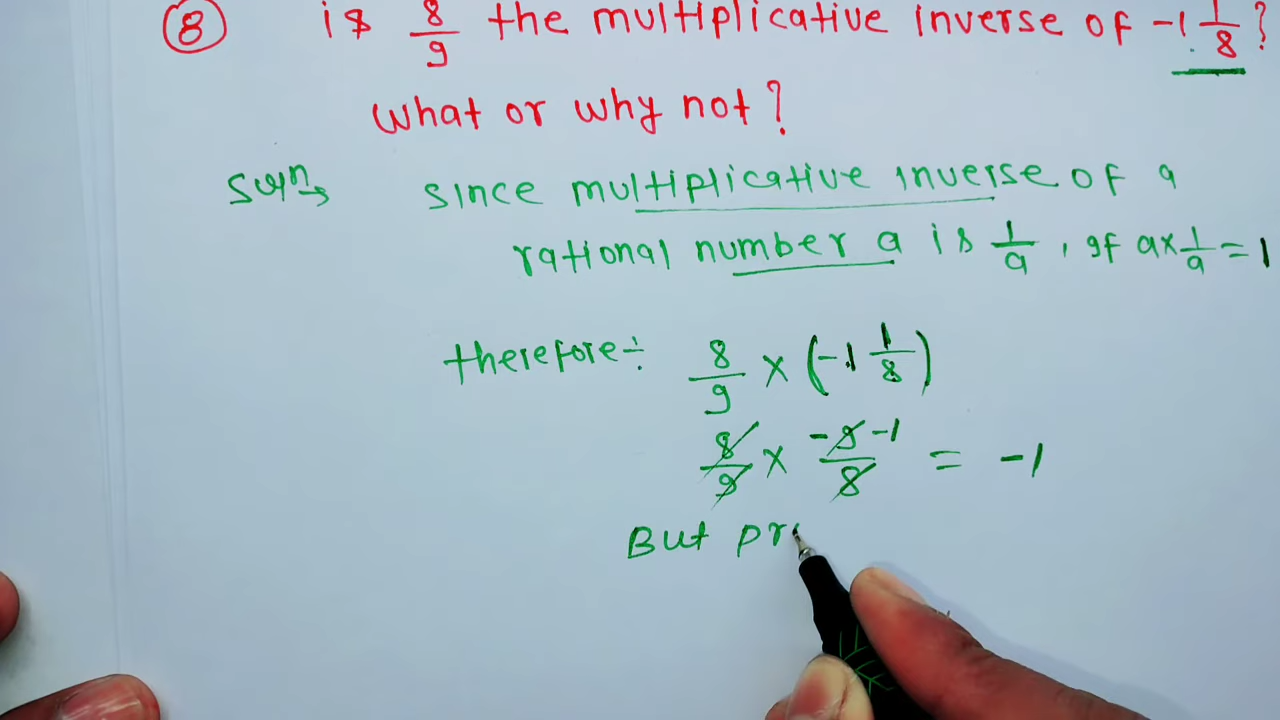 ⑧ is 8/9 the multiplicative inverse of -1 1/8?
What or why not?
Solⁿ→ since multiplicative inverse of a
rational number a is 1/a , If a×1/a=1
therefore÷ 8/9 × (-1 1/8)
8/9 × -9/8 -1 = -1
But pr